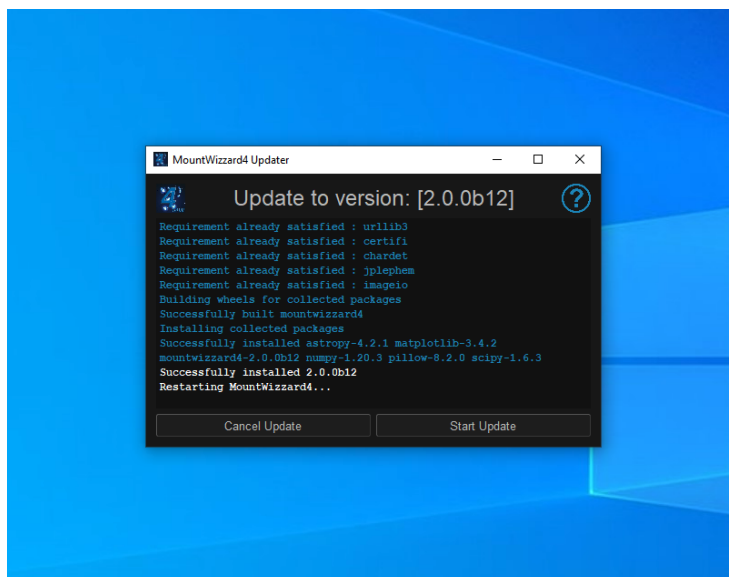 MountWizzard4 Updater
Update to version: [2.0.0b12]
?
Requirement already satisfied : urllib3
Requirement already satisfied : certifi
Requirement already satisfied : chardet
Requirement already satisfied : jplephem
Requirement already satisfied : imageio
Building wheels for collected packages
Successfully built mountwizzard4
Installing collected packages
Successfully installed astropy-4.2.1 matplotlib-3.4.2
mountwizzard4-2.0.0b12 numpy-1.20.3 pillow-8.2.0 scipy-1.6.3
Successfully installed 2.0.0b12
Restarting MountWizzard4...
Cancel Update
Start Update